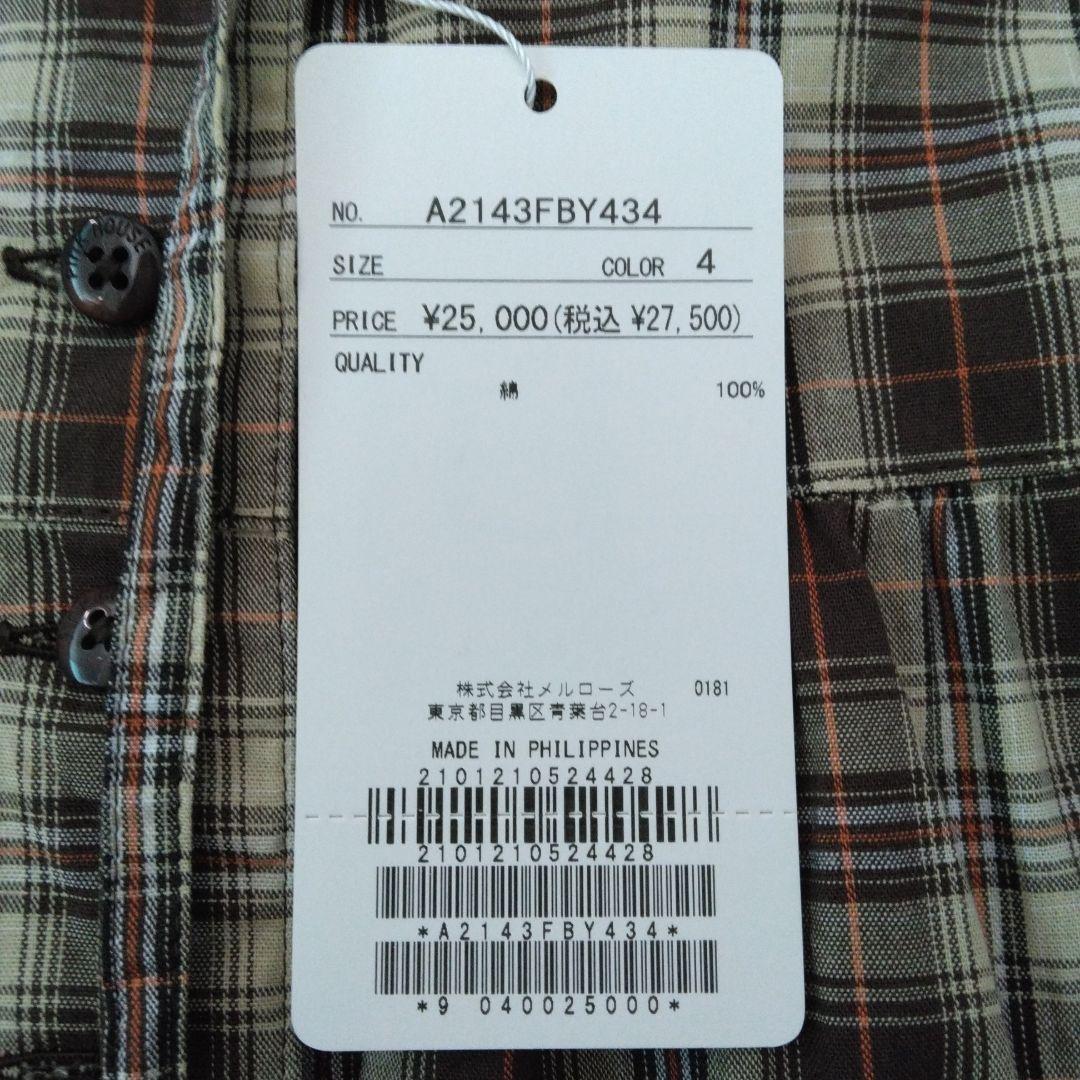 NO. A2143FBY434
SIZE COLOR 4
PRICE ¥25,000(税込 ¥27,500)
QUALITY
綿 100%
株式会社メルローズ 0181
東京都目黒区青葉台2-18-1
MADE IN PHILIPPINES
2101210524428
2101210524428
*A2143FBY434*
*9 040025000*
HOUSE